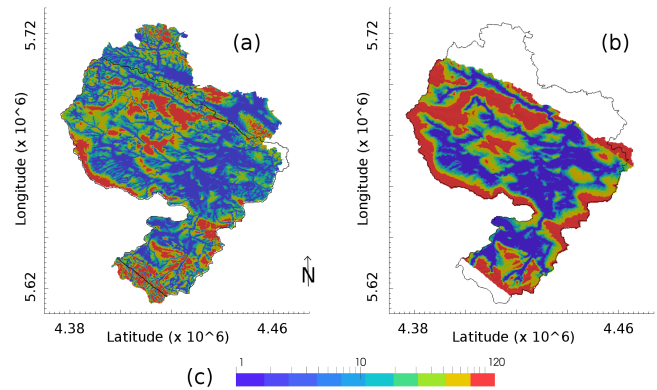 (a)
(b)
5.72
5.72
Longitude (x 10^6)
Longitude (x 10^6)
5.62
5.62
N
4.38
4.46
4.38
4.46
Latitude (x 10^6)
Latitude (x 10^6)
(c)
1
10
120